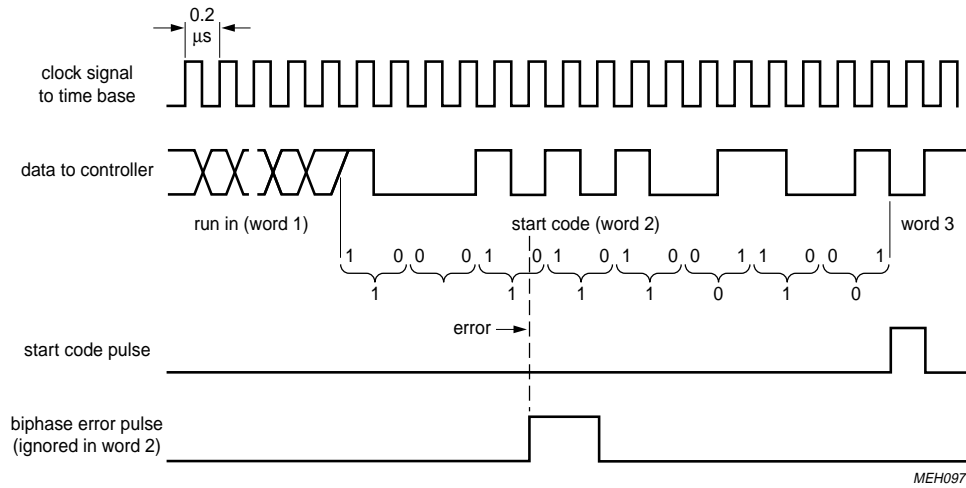 0.2
μs
clock signal
to time base
data to controller
run in (word 1)
start code (word 2)
word 3
1 0 0 0 1 0 1 0 1 0 0 1 1 0 0 1
1 1 1 1 0 1 0
error
start code pulse
biphase error pulse
(ignored in word 2)
MEH097